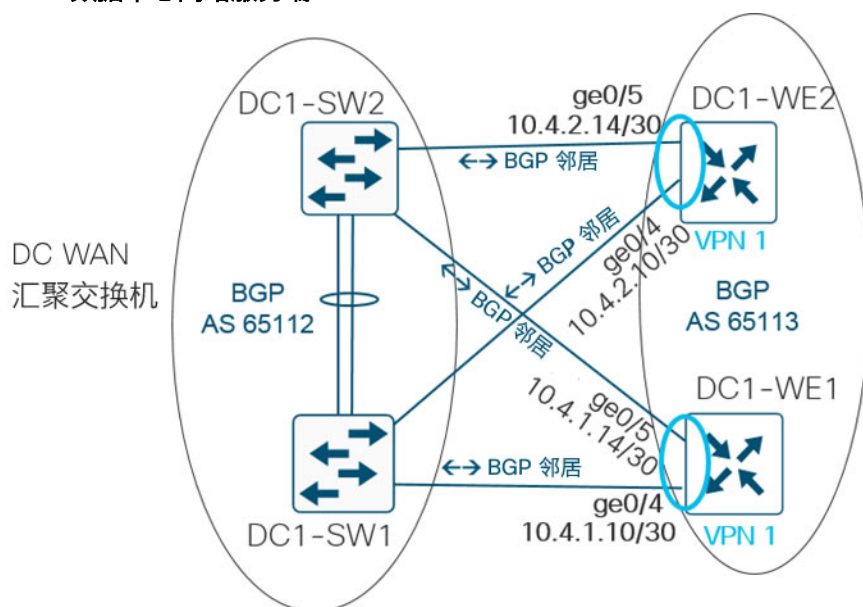 DC1-SW2
ge0/5
10.4.2.14/30
DC1-WE2
←→ BGP 邻居
VPN 1
←→ BGP 邻居
ge0/4
10.4.2.10/30
DC WAN
汇聚交换机
BGP
AS 65112
←→ BGP 邻居
BGP
AS 65113
ge0/5
10.4.1.14/30
DC1-WE1
←→ BGP 邻居
ge0/4
10.4.1.10/30
DC1-SW1
VPN 1